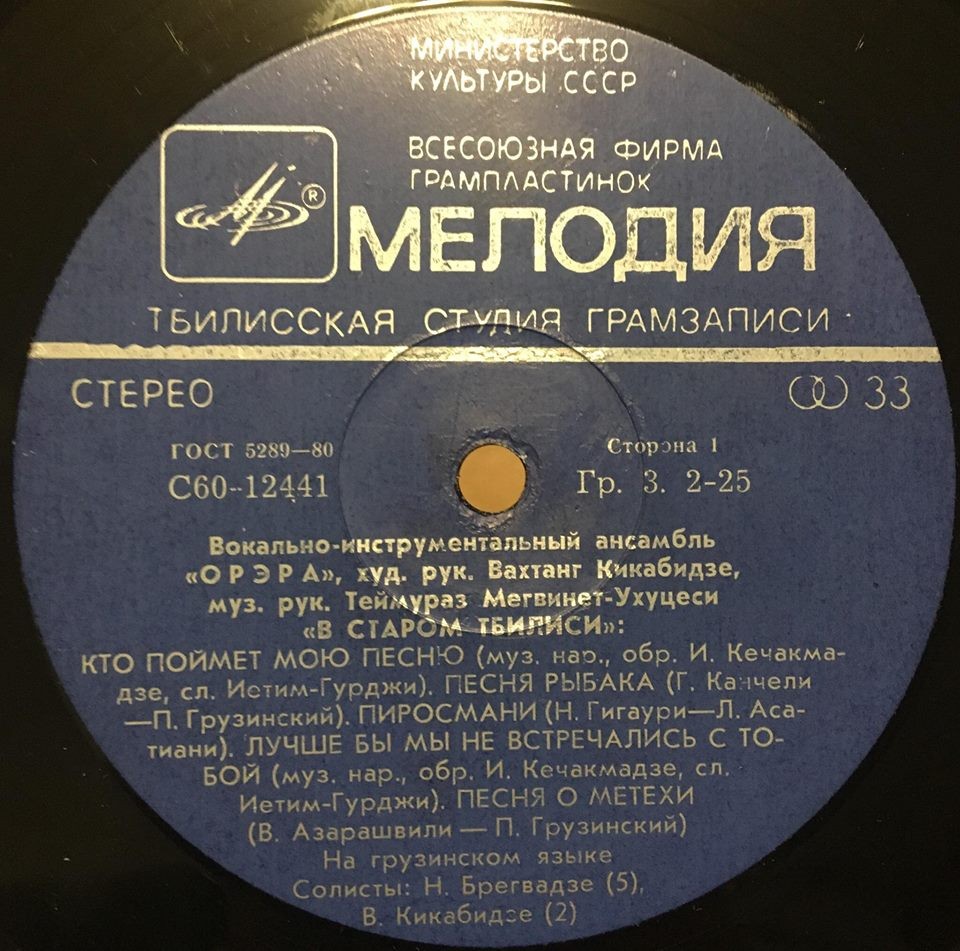 МИНИСТЕРСТВО
КУЛЬТУРЫ СССР
ВСЕСОЮЗНАЯ ФИРМА
ГРАМПЛАСТИНОК
®
МЕЛОДИЯ
ТБИЛИССКАЯ СТУДИЯ ГРАМЗАПИСИ
СТЕРЕО
33
ГОСТ 5289—80
Сторона 1
С60-12441
Гр. 3. 2-25
Вокально-инструментальный ансамбль
«ОРЭРА», худ. рук. Вахтанг Кикабидзе,
муз. рук. Теймураз Мегвинет-Ухуцеси
«В СТАРОМ ТБИЛИСИ»:
КТО ПОЙМЕТ МОЮ ПЕСНЮ (муз. нар., обр. И. Кечакма-
дзе, сл. Иетим-Гурджи). ПЕСНЯ РЫБАКА (Г. Канчели
—П. Грузинский). ПИРОСМАНИ (Н. Гигаури—Л. Аса-
тиани). ЛУЧШЕ БЫ МЫ НЕ ВСТРЕЧАЛИСЬ С ТО-
БОЙ (муз. нар., обр. И. Кечакмадзе, сл.
Иетим-Гурджи). ПЕСНЯ О МЕТЕХИ
(В. Азарашвили — П. Грузинский)
На грузинском языке
Солисты: Н. Брегвадзе (5),
В. Кикабидзе (2)